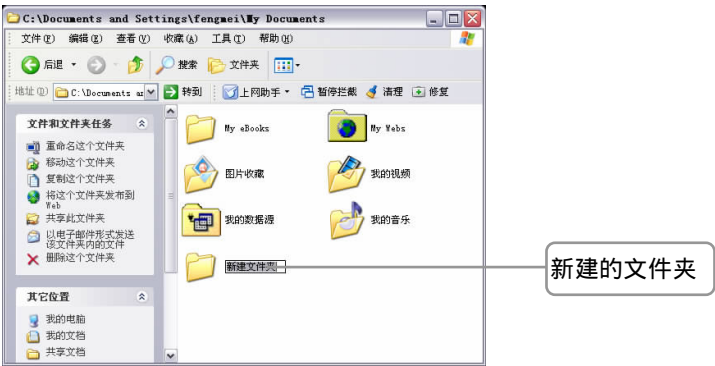 C:\Documents and Settings\fengmei\My Documents
文件(F) 编辑(E) 查看(V) 收藏(A) 工具(T) 帮助(H)
后退 搜索 文件夹
地址(D) C:\Documents ar 转到 上网助手 暂停拦截 清理 修复
文件和文件夹任务
重命名这个文件夹
移动这个文件夹
复制这个文件夹
将这个文件夹发布到
Web
共享此文件夹
以电子邮件形式发送
该文件夹内的文件
删除这个文件夹
其它位置
我的电脑
我的文档
共享文档
My eBooks
My Webs
图片收藏
我的视频
我的数据源
我的音乐
新建文件夹
新建的文件夹